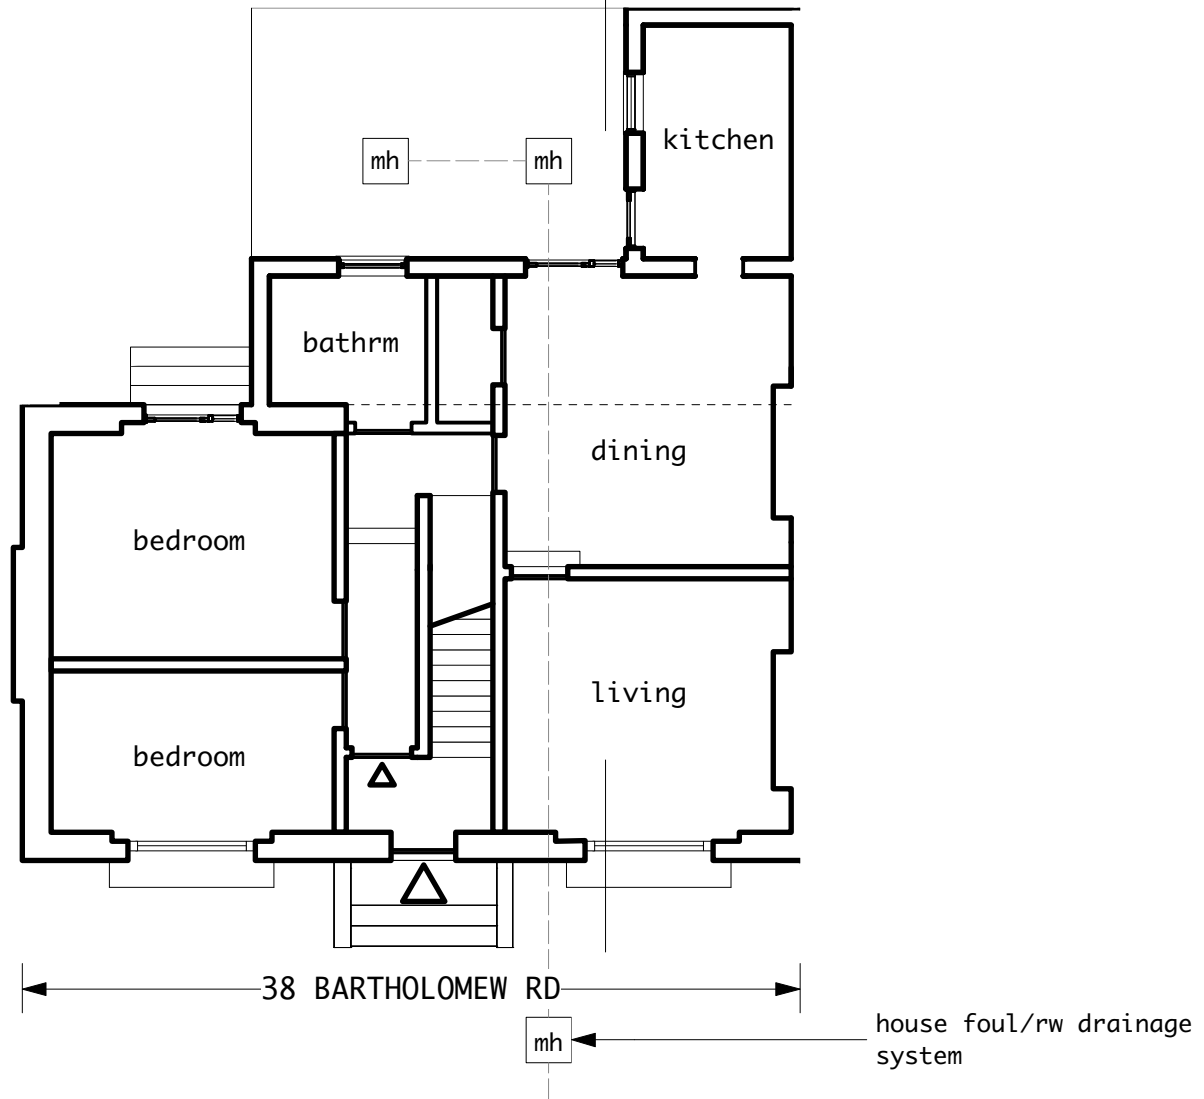 kitchen
mh
mh
bathrm
dining
bedroom
living
bedroom
38 BARTHOLOMEW RD
house foul/rw drainage
system
mh